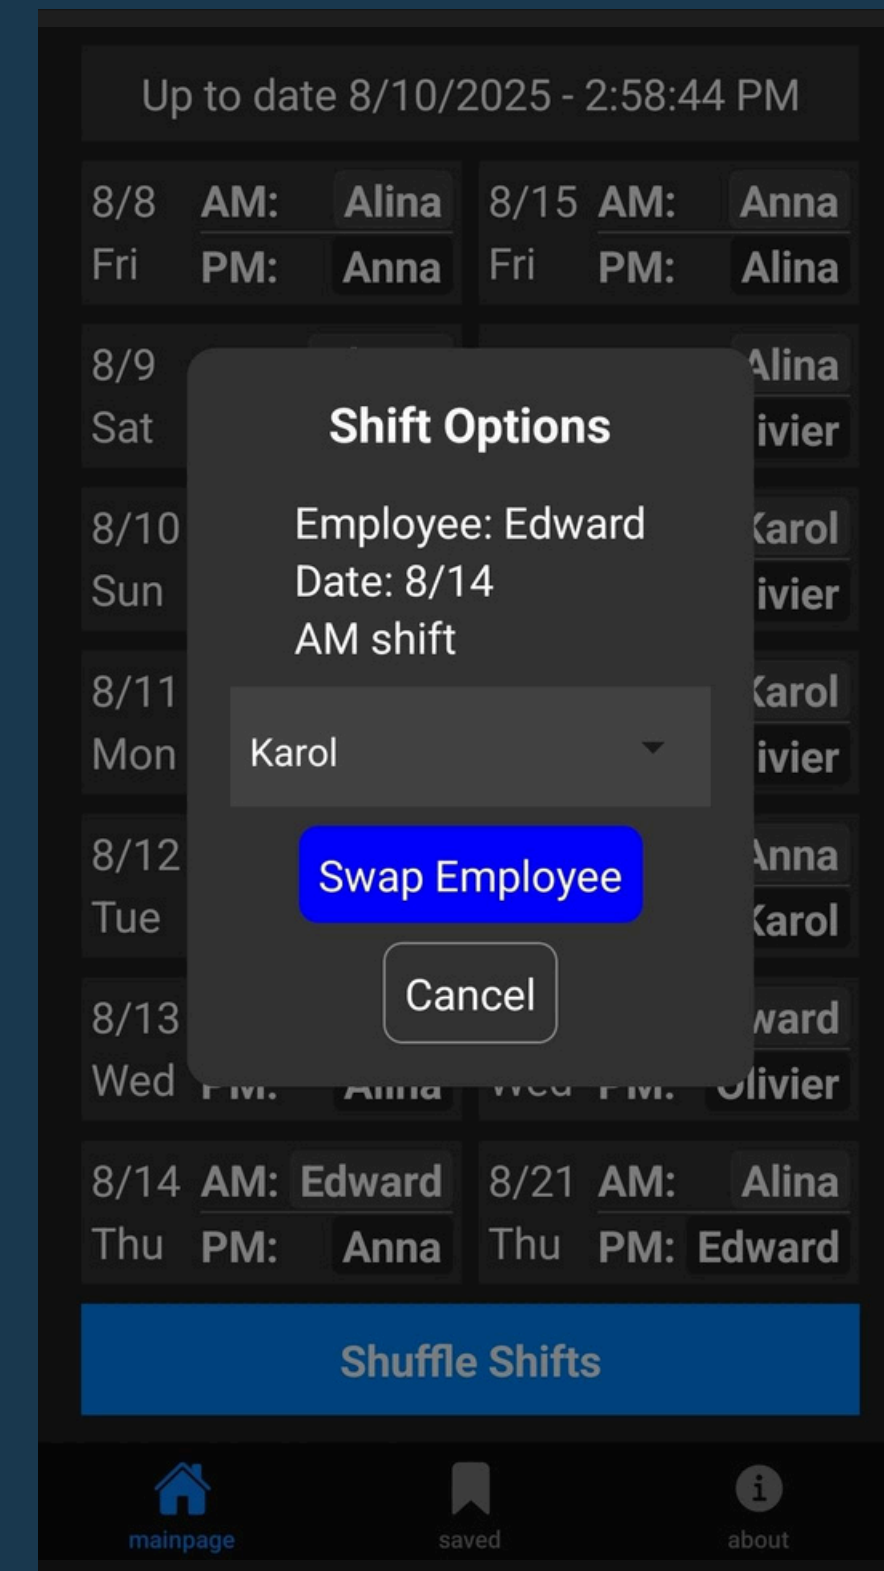 Up to date 8/10/2025 - 2:58:44 PM
8/8 AM: Alina
Fri PM: Anna
8/15 AM: Anna
Fri PM: Alina
8/9
Sat
Alina
8/10
Sun
Karol
8/11
Mon
Karol
8/12
Tue
Anna
Karol
8/13
Wed PM: Alina
Wed PM: Olivier
8/14 AM: Edward
Thu PM: Anna
8/21 AM: Alina
Thu PM: Edward
Shift Options
Employee: Edward
Date: 8/14
AM shift
Karol
Swap Employee
Cancel
Shuffle Shifts
mainpage
saved
about